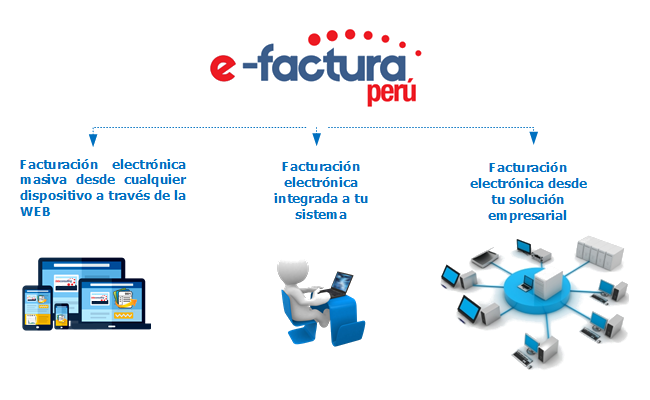 e-factura
perú
Facturación electrónica
masiva desde cualquier
dispositivo a través de la
WEB
Facturación
electrónica
integrada a tu
sistema
Facturación
electrónica desde
tu solución
empresarial